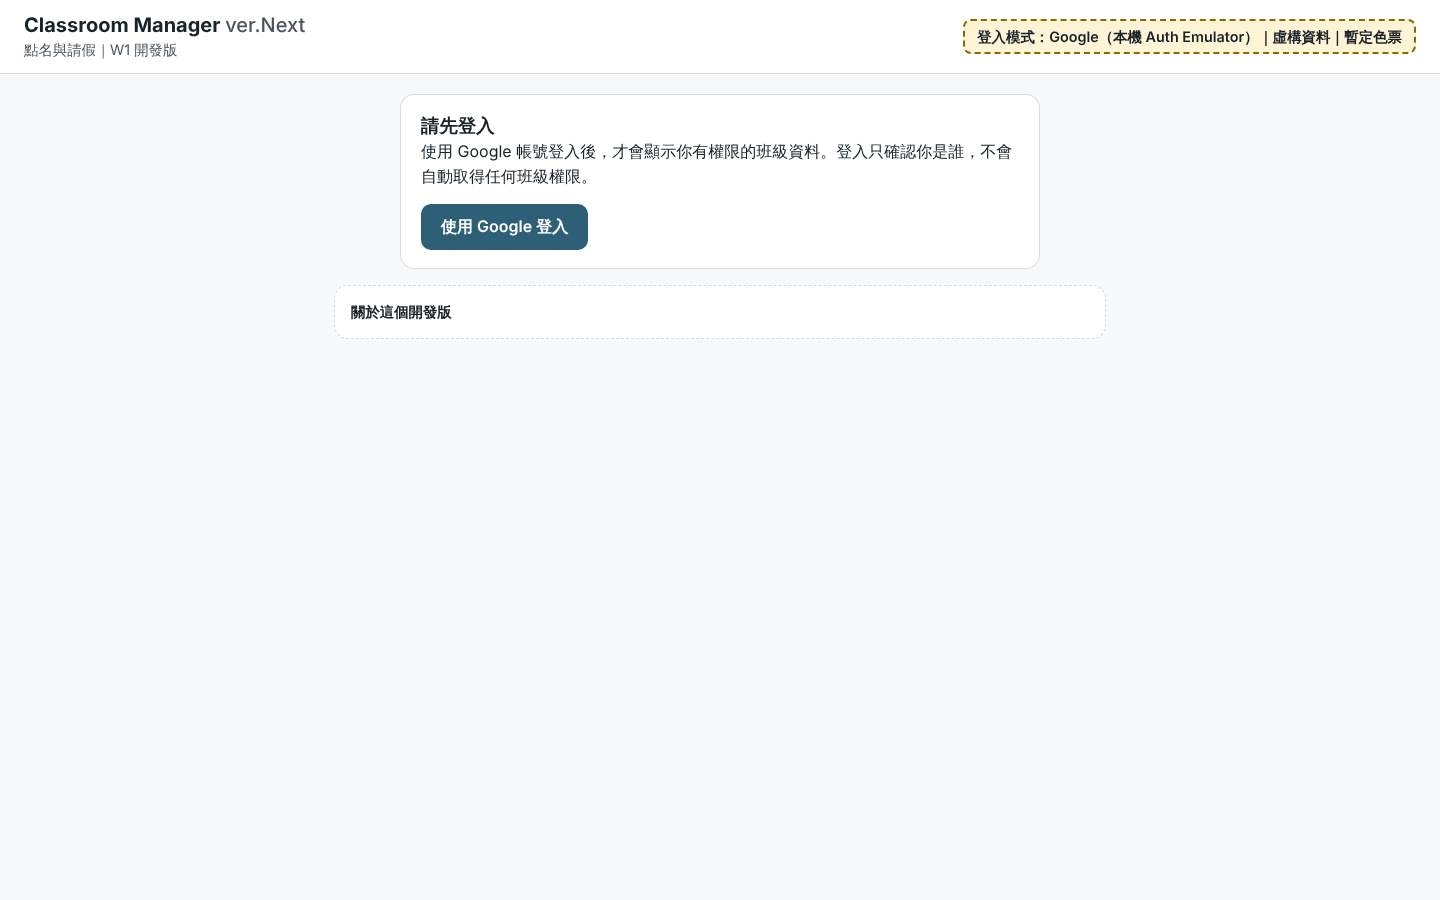 Classroom Manager ver.Next
點名與請假｜W1 開發版
登入模式：Google（本機 Auth Emulator）｜虛構資料｜暫定色票
請先登入
使用 Google 帳號登入後，才會顯示你有權限的班級資料。登入只確認你是誰，不會
自動取得任何班級權限。
使用 Google 登入
關於這個開發版